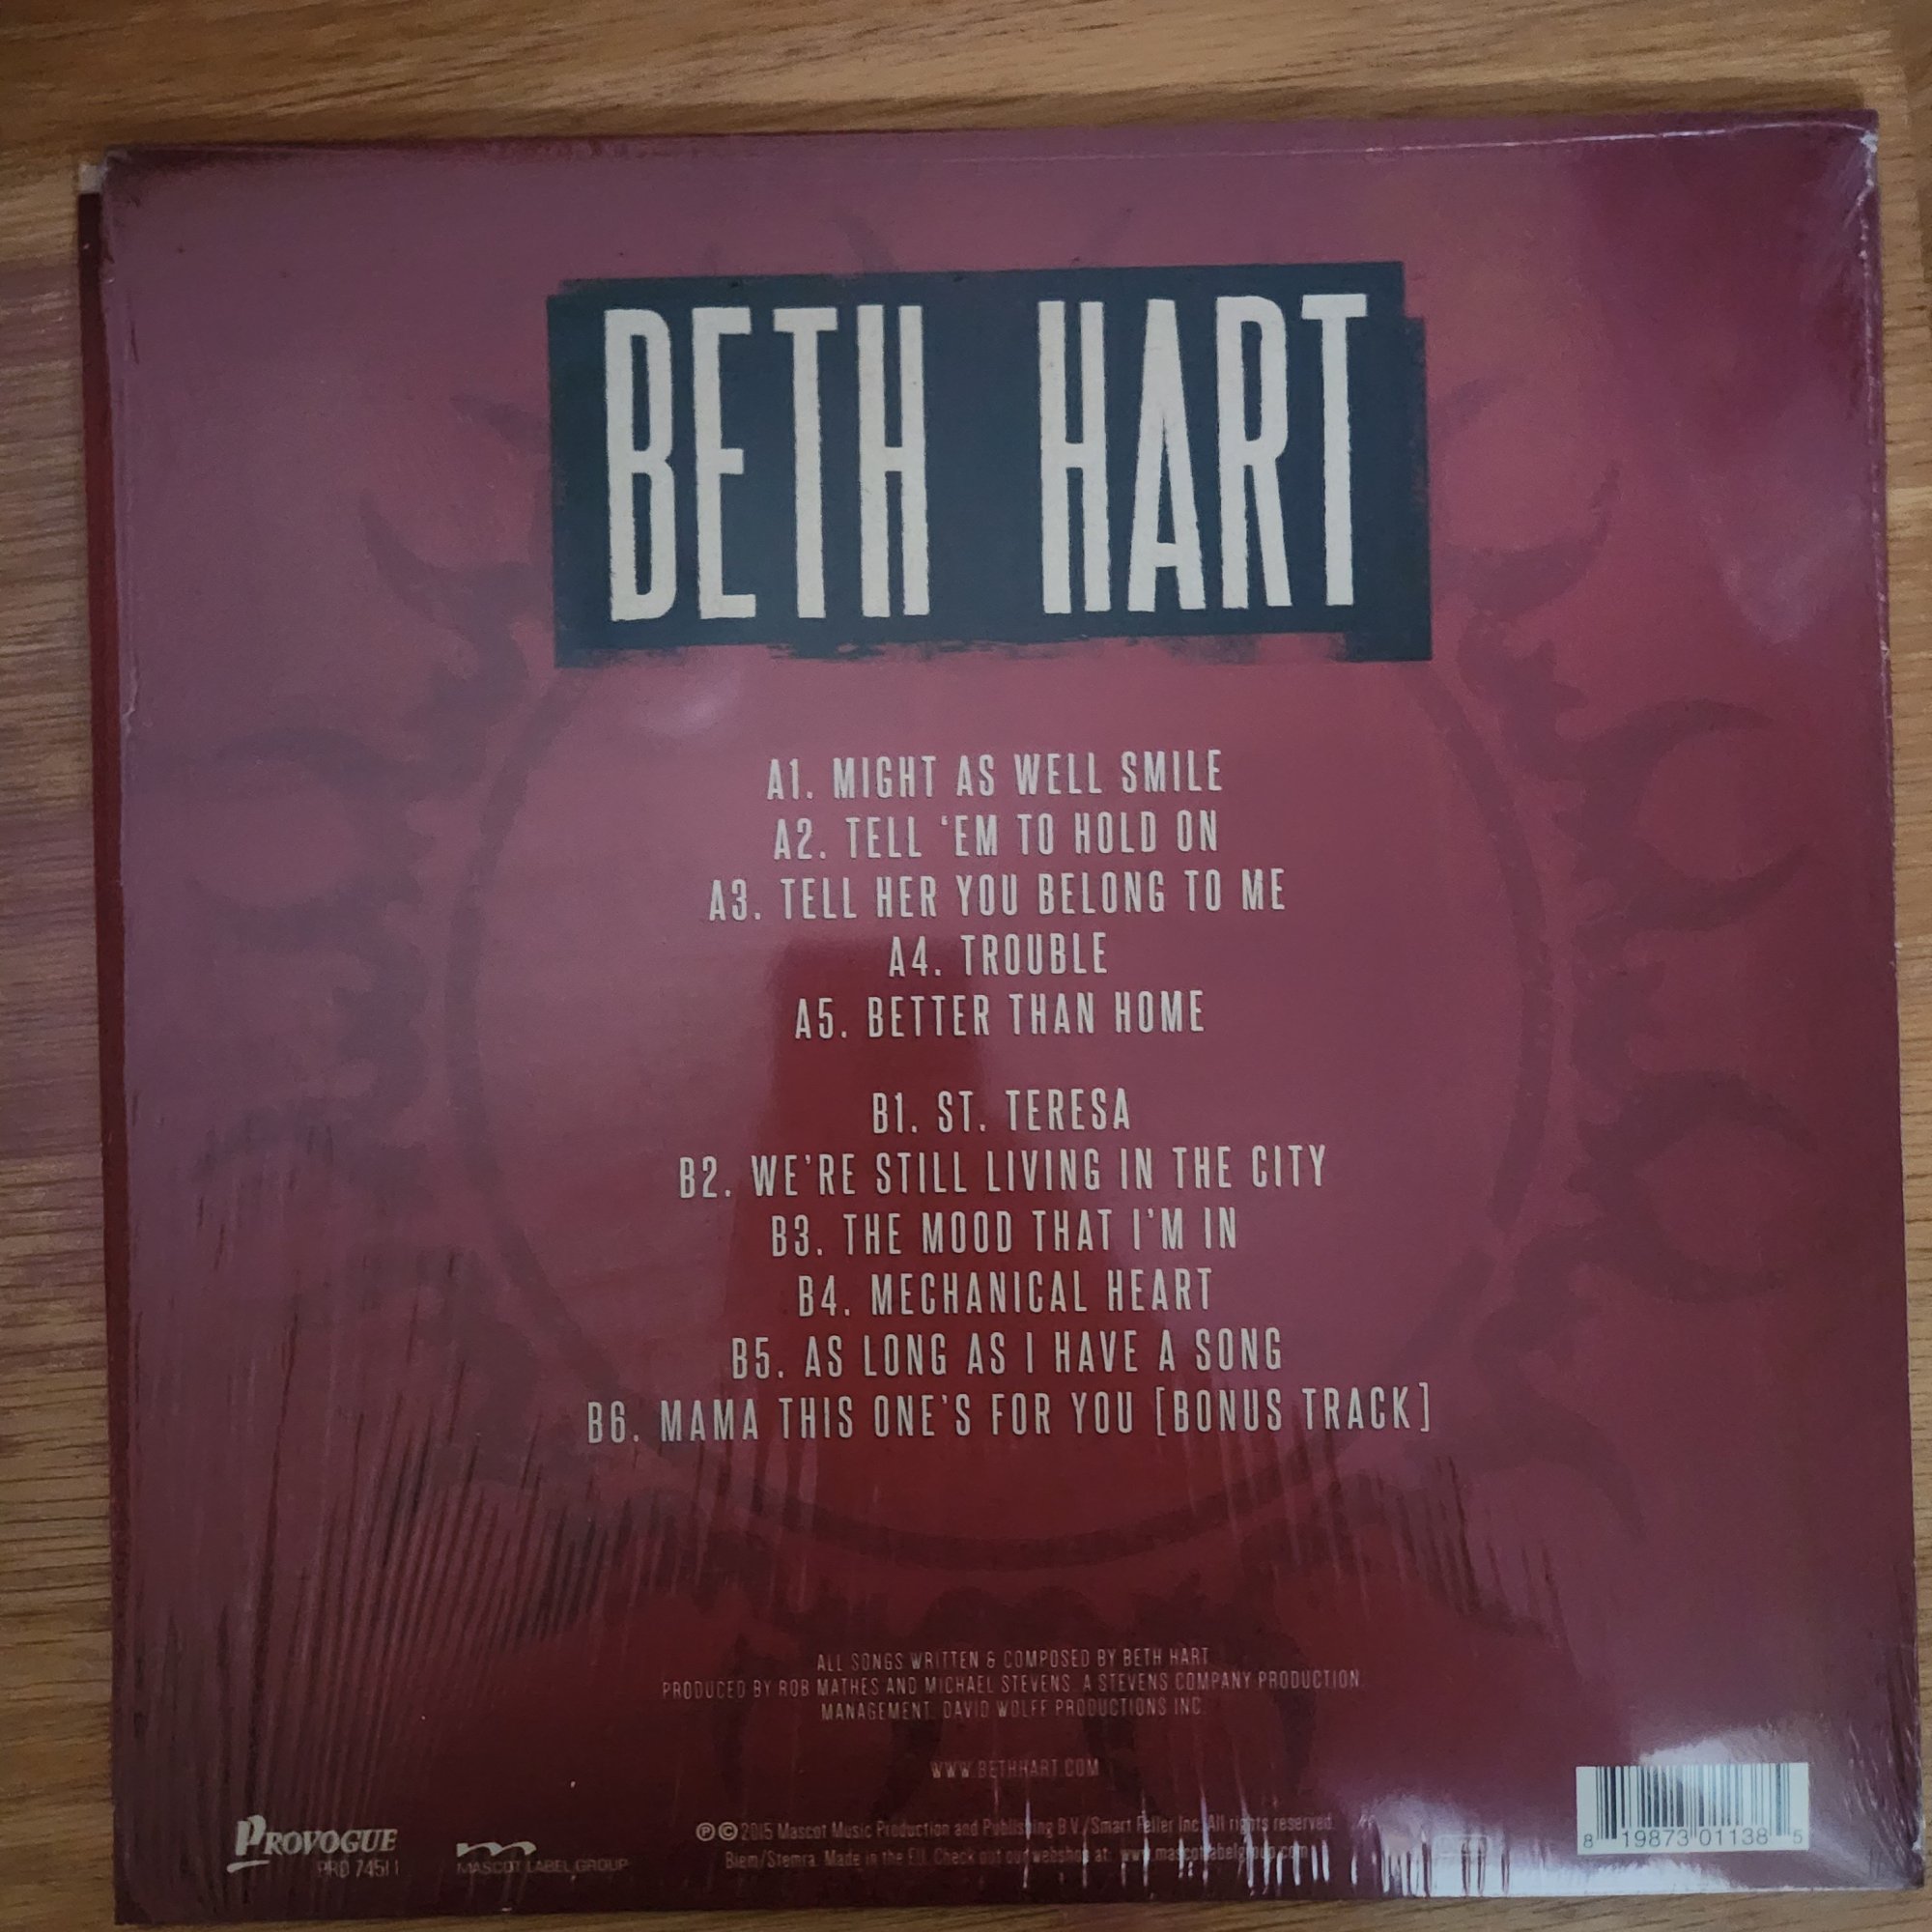 BETH HART
A1. MIGHT AS WELL SMILE
A2. TELL ‘EM TO HOLD ON
A3. TELL HER YOU BELONG TO ME
A4. TROUBLE
A5. BETTER THAN HOME
B1. ST. TERESA
B2. WE'RE STILL LIVING IN THE CITY
B3. THE MOOD THAT I'M IN
B4. MECHANICAL HEART
B5. AS LONG AS I HAVE A SONG
B6. MAMA THIS ONE'S FOR YOU [BONUS TRACK]
ALL SONGS WRITTEN & COMPOSED BY BETH HART
PRODUCED BY ROB MATHES AND MICHAEL STEVENS. A STEVENS COMPANY PRODUCTION.
MANAGEMENT: DAVID WOLFF PRODUCTIONS INC.
WWW.BETHHART.COM
PROVOGUE
PRD 74511
MASCOT LABEL GROUP
℗© 2015 Mascot Music Production and Publishing B.V./Smart Feller Inc. All rights reserved.
Biem/Stemra. Made in the EU. Check out our webshop at: www.mascotlabelgroup.com
8 19873 01138 5